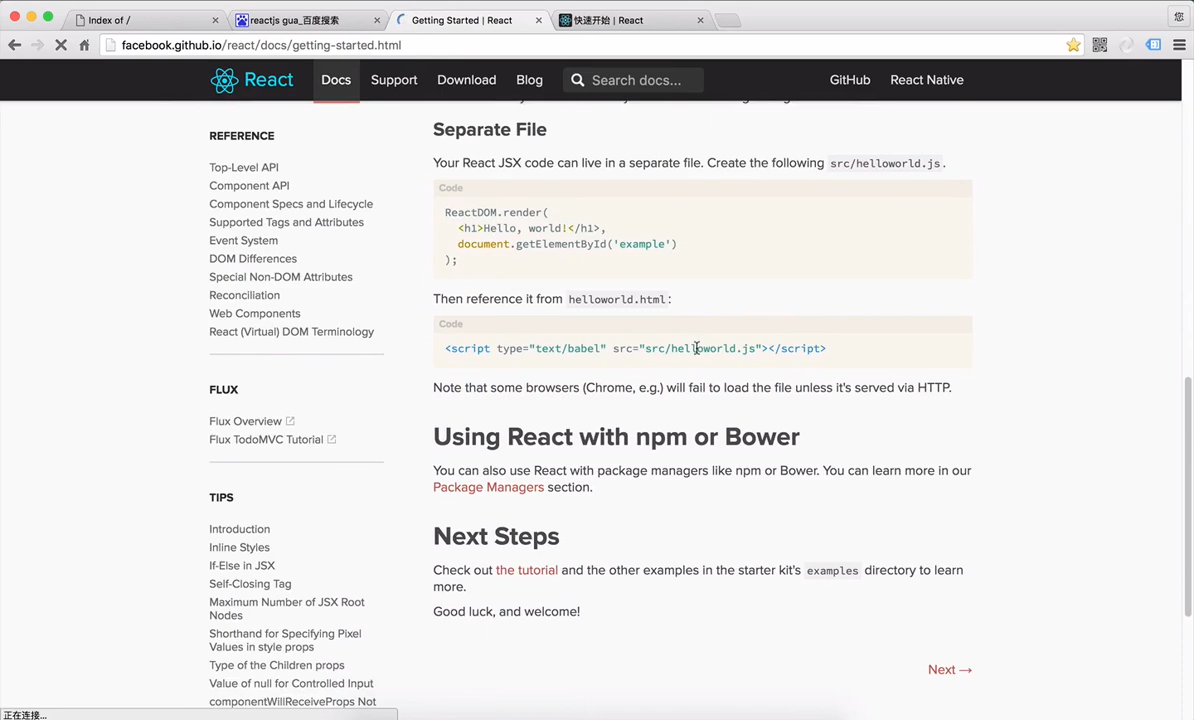 Index of /
reactjs gua_百度搜索
Getting Started | React
快速开始 | React
您
facebook.github.io/react/docs/getting-started.html
React
Docs
Support
Download
Blog
Search docs...
GitHub
React Native
REFERENCE
Top-Level API
Component API
Component Specs and Lifecycle
Supported Tags and Attributes
Event System
DOM Differences
Special Non-DOM Attributes
Reconciliation
Web Components
React (Virtual) DOM Terminology
FLUX
Flux Overview
Flux TodoMVC Tutorial
TIPS
Introduction
Inline Styles
If-Else in JSX
Self-Closing Tag
Maximum Number of JSX Root
Nodes
Shorthand for Specifying Pixel
Values in style props
Type of the Children props
Value of null for Controlled Input
componentWillReceiveProps Not
Separate File
Your React JSX code can live in a separate file. Create the following src/helloworld.js.
Code
ReactDOM.render(
<h1>Hello, world!</h1>,
document.getElementById('example')
);
Then reference it from helloworld.html:
Code
<script type="text/babel" src="src/helloworld.js"></script>
Note that some browsers (Chrome, e.g.) will fail to load the file unless it's served via HTTP.
Using React with npm or Bower
You can also use React with package managers like npm or Bower. You can learn more in our
Package Managers section.
Next Steps
Check out the tutorial and the other examples in the starter kit's examples directory to learn
more.
Good luck, and welcome!
Next →
正在连接...